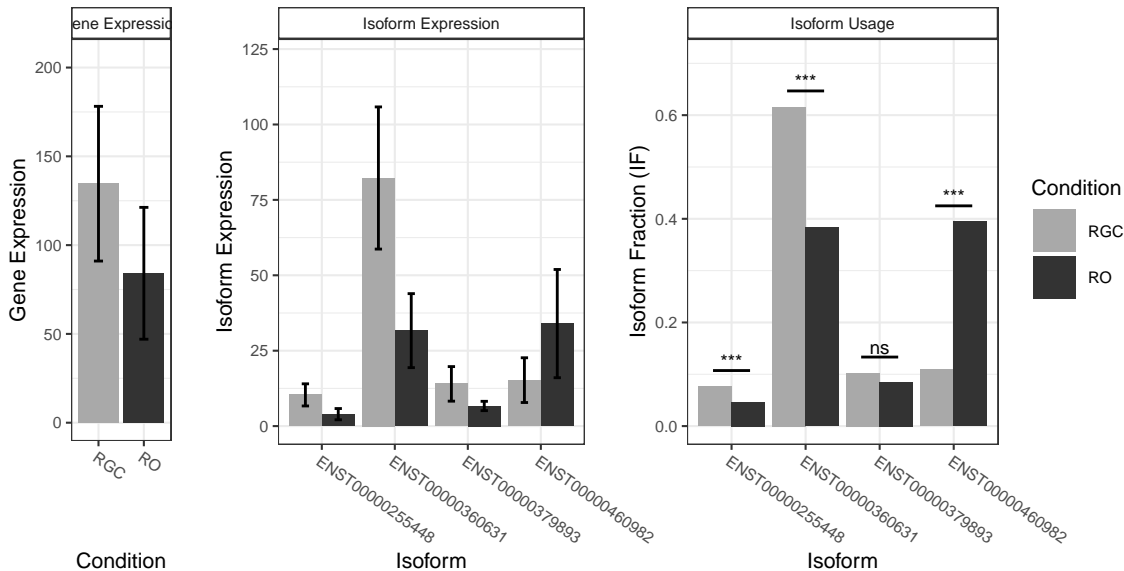 ene Expressio
Gene Expression
200
150
100
50
0
RGC
RO
Condition
Isoform Expression
Isoform Expression
125
100
75
50
25
0
ENST00000255448
ENST00000360631
ENST00000379893
ENST00000460982
Isoform
Isoform Usage
Isoform Fraction (IF)
0.6
0.4
0.2
0.0
***
***
ns
***
ENST00000255448
ENST00000360631
ENST00000379893
ENST00000460982
Isoform
Condition
RGC
RO